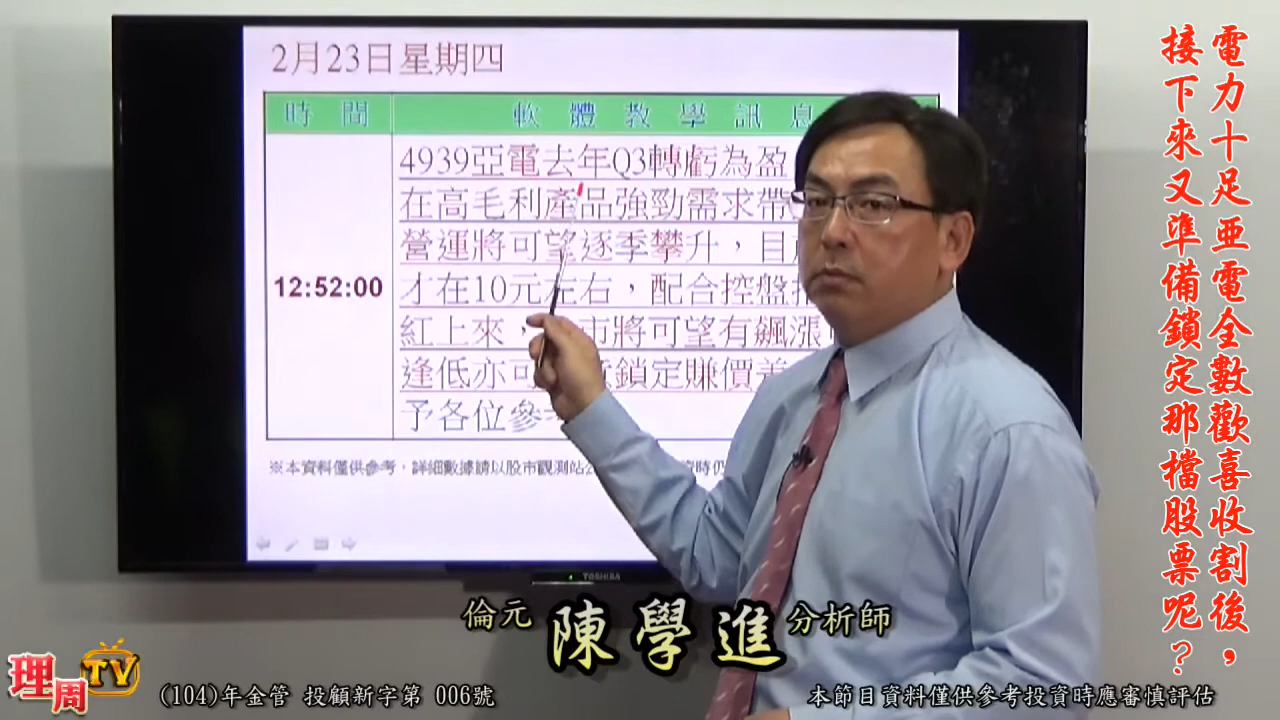 2月23日星期四
時間 軟體教學訊息
12:52:00
4939亞電去年Q3轉虧為盈
在高毛利產品強勁需求帶
營運將可望逐季攀升，目
才在10元左右，配合控盤
紅上來， 市將可望有飆漲
逢低亦可 鎖定賺價差
予各位參考
※本資料僅供參考，詳細數據請以股市觀測站公
TOSHIBA
電力十足亞電全數歡喜收割後，
接下來又準備鎖定那檔股票呢？
倫元 陳學進 分析師
理周TV
(104)年金管 投顧新字第 006號
本節目資料僅供參考投資時應審慎評估